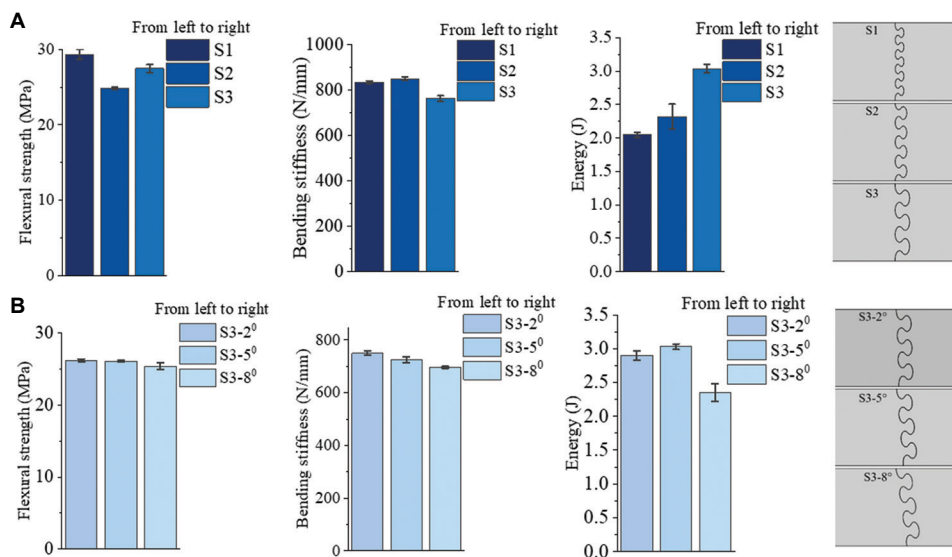 A
From left to right
S1
S2
S3
Flexural strength (MPa)
30
20
10
0
From left to right
S1
S2
S3
Bending stiffness (N/mm)
1000
800
600
400
200
0
From left to right
S1
S2
S3
Energy (J)
3.5
3.0
2.5
2.0
1.5
1.0
0.5
0.0
S1
S2
S3
B
From left to right
S3-2⁰
S3-5⁰
S3-8⁰
Flexural strength (MPa)
30
20
10
0
From left to right
S3-2⁰
S3-5⁰
S3-8⁰
Bending stiffness (N/mm)
800
600
400
200
0
From left to right
S3-2⁰
S3-5⁰
S3-8⁰
Energy (J)
3.5
3.0
2.5
2.0
1.5
1.0
0.5
0.0
S3-2°
S3-5°
S3-8°